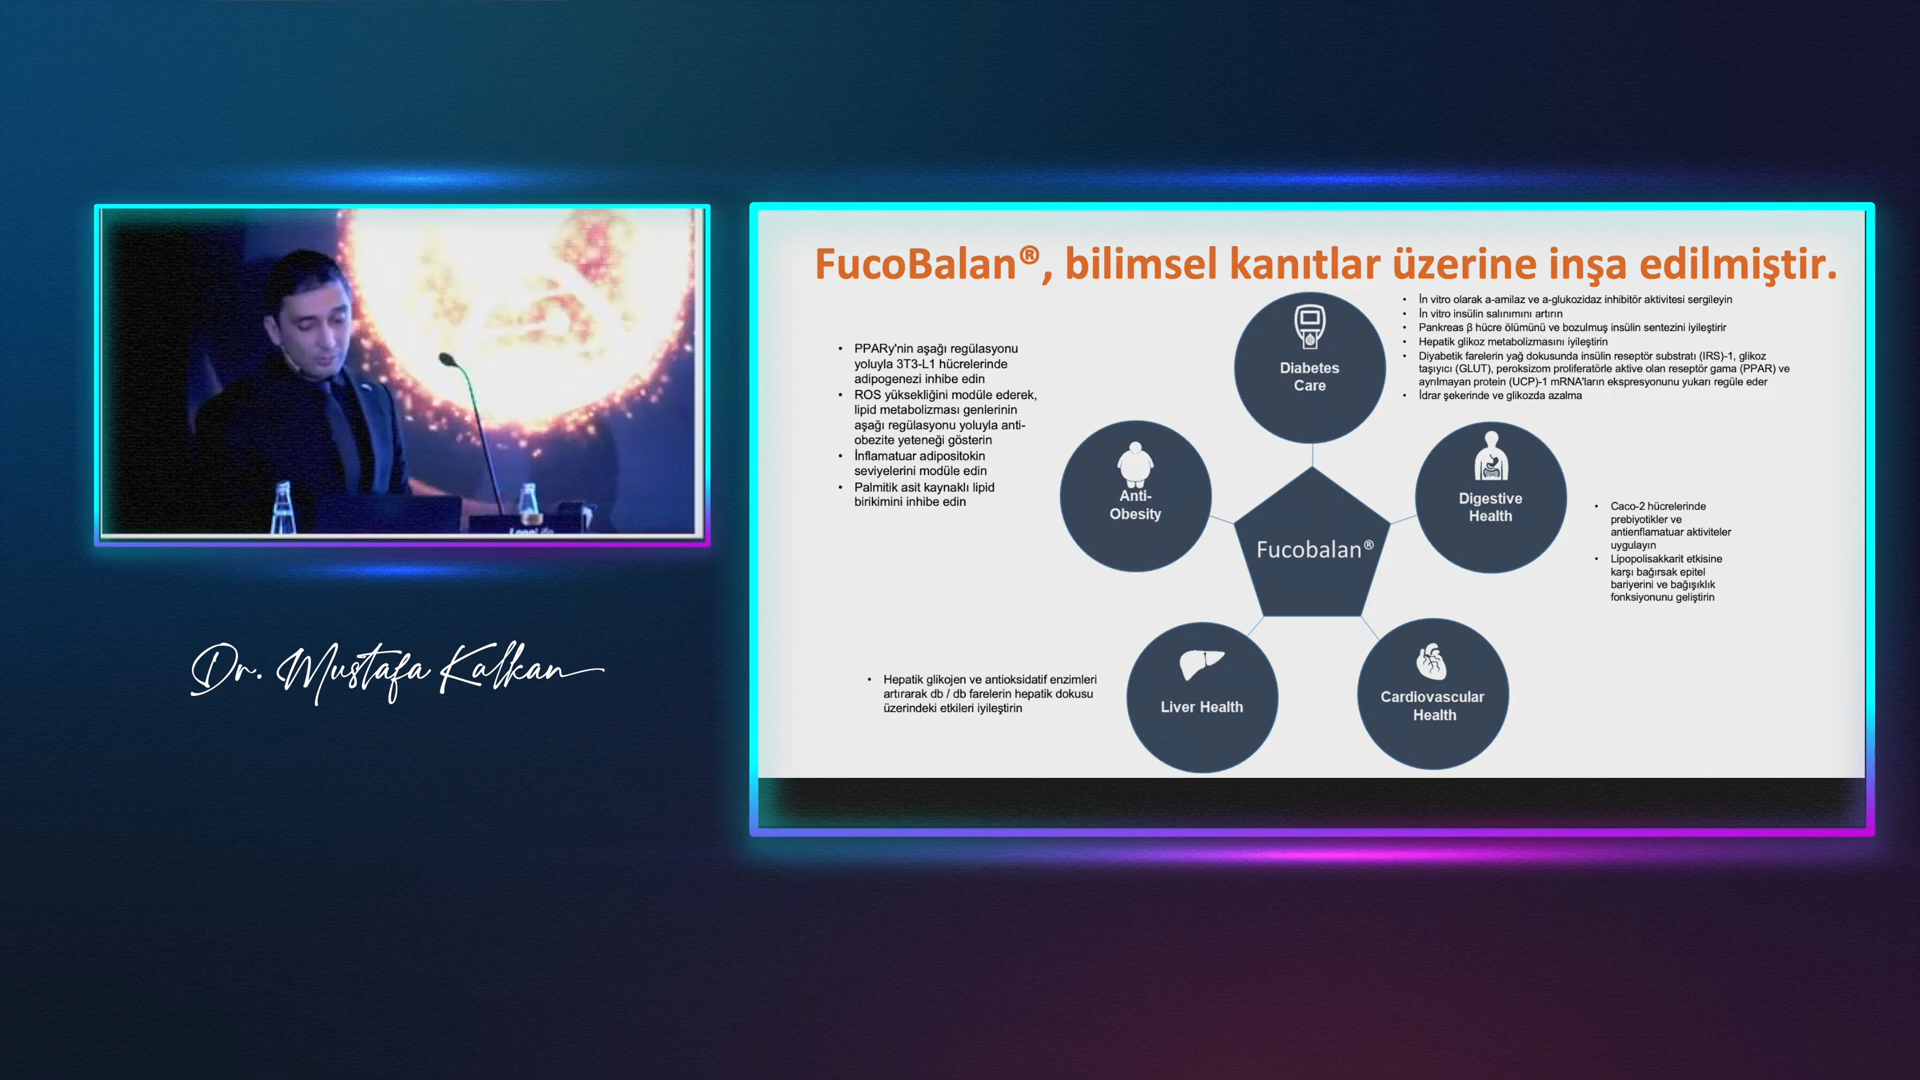 FucoBalan®, bilimsel kanıtlar üzerine inşa edilmiştir.
• PPARy'nin aşağı regülasyonu
yoluyla 3T3-L1 hücrelerinde
adipogenezi inhibe edin
• ROS yüksekliğini modüle ederek,
lipid metabolizması genlerinin
aşağı regülasyonu yoluyla anti-
obezite yeteneği gösterin
• İnflamatuar adipositokin
seviyelerini modüle edin
• Palmitik asit kaynaklı lipid
birikimini inhibe edin
Diabetes
Care
• İn vitro olarak a-amilaz ve a-glukozidaz inhibitör aktivitesi sergileyin
• İn vitro insülin salınımını artırın
• Pankreas β hücre ölümünü ve bozulmuş insülin sentezini iyileştirir
• Hepatik glikoz metabolizmasını iyileştirin
• Diyabetik farelerin yağ dokusunda insülin reseptör substratı (IRS)-1, glikoz
taşıyıcı (GLUT), peroksizom proliferatörle aktive olan reseptör gama (PPAR) ve
ayrılmayan protein (UCP)-1 mRNA'ların ekspresyonunu yukarı regüle eder
• İdrar şekerinde ve glikozda azalma
Anti-
Obesity
Digestive
Health
• Caco-2 hücrelerinde
prebiyotikler ve
antienflamatuar aktiviteler
uygulayın
• Lipopolisakkarit etkisine
karşı bağırsak epitel
bariyerini ve bağışıklık
fonksiyonunu geliştirin
Fucobalan®
• Hepatik glikojen ve antioksidatif enzimleri
artırarak db / db farelerin hepatik dokusu
üzerindeki etkileri iyileştirin
Liver Health
Cardiovascular
Health
Dr. Mustafa Kalkan